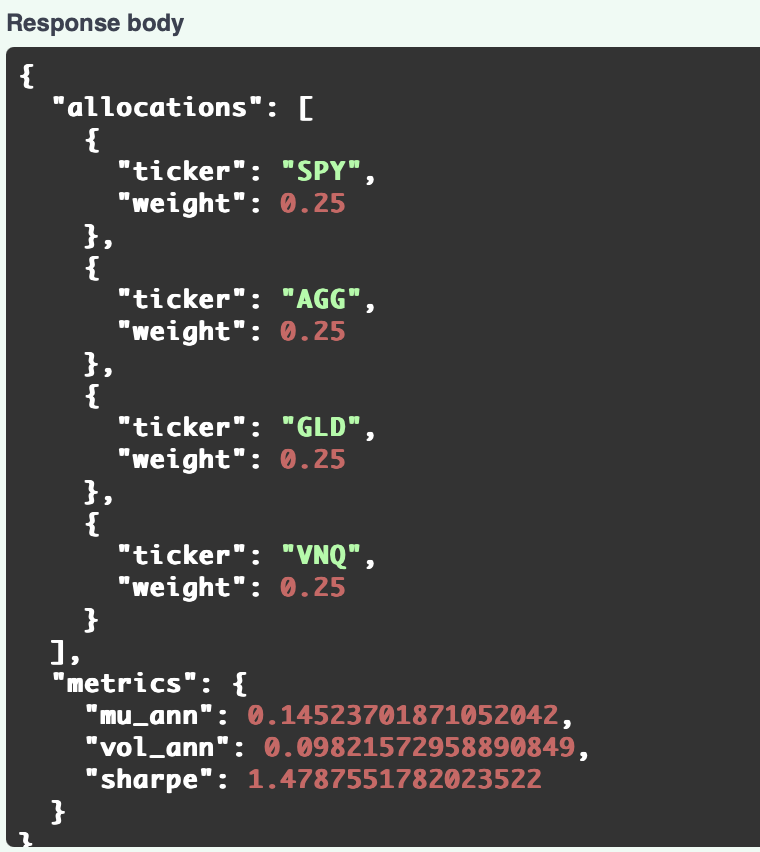 Response body
{
  "allocations": [
    {
      "ticker": "SPY",
      "weight": 0.25
    },
    {
      "ticker": "AGG",
      "weight": 0.25
    },
    {
      "ticker": "GLD",
      "weight": 0.25
    },
    {
      "ticker": "VNQ",
      "weight": 0.25
    }
  ],
  "metrics": {
    "mu_ann": 0.14523701871052042,
    "vol_ann": 0.09821572958890849,
    "sharpe": 1.4787551782023522
  }
}